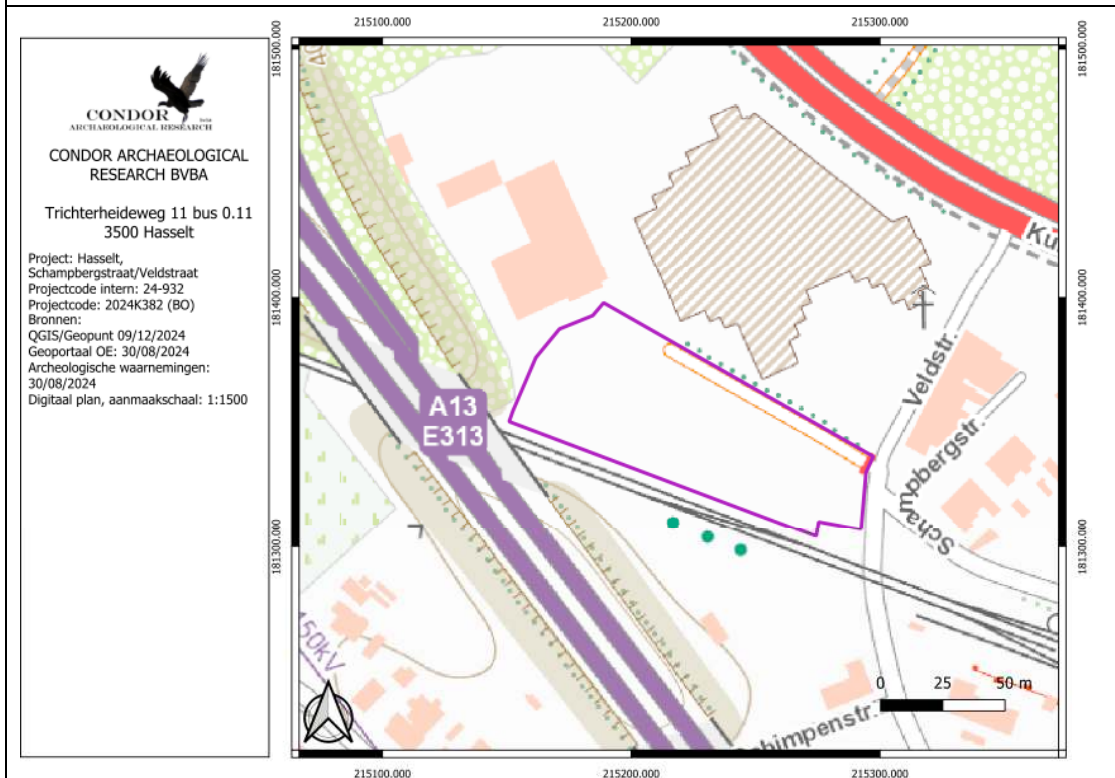 215100.000
215200.000
215300.000
181500.000
181500.000
CONDOR
ARCHAEOLOGICAL RESEARCH
CONDOR ARCHAEOLOGICAL
RESEARCH BVBA
Trichterheideweg 11 bus 0.11
3500 Hasselt
Project: Hasselt,
Schampbergstraat/Veldstraat
Projectcode intern: 24-932
Projectcode: 2024K382 (BO)
Bronnen:
QGIS/Geopunt 09/12/2024
Geoportaal OE: 30/08/2024
Archeologische waarnemingen:
30/08/2024
Digitaal plan, aanmaakschaal: 1:1500
Ku
181400.000
181400.000
Veldstr.
A13
E313
Schampbergstr.
181300.000
181300.000
150kV
0 25 50 m
himpenstr.
215100.000
215200.000
215300.000